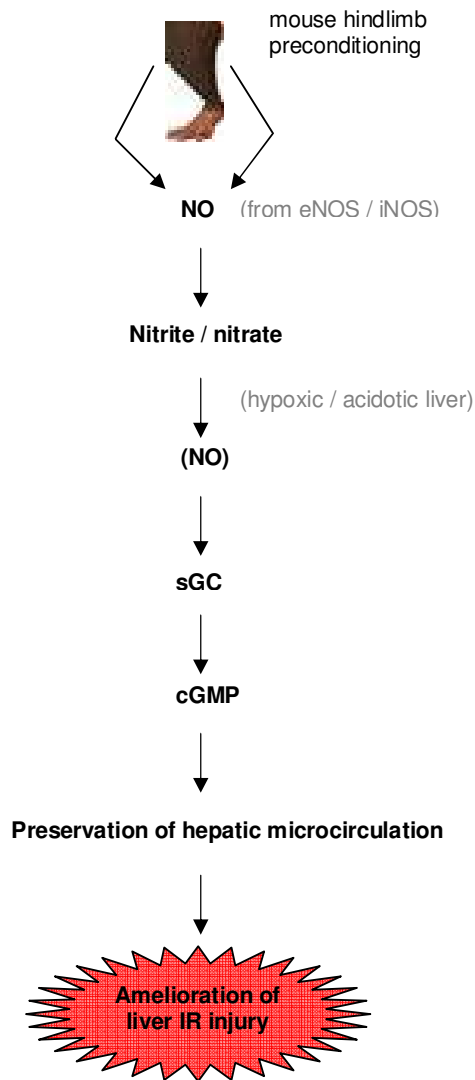 mouse hindlimb
preconditioning
NO (from eNOS / iNOS)
Nitrite / nitrate
(hypoxic / acidotic liver)
(NO)
sGC
cGMP
Preservation of hepatic microcirculation
Amelioration of
liver IR injury